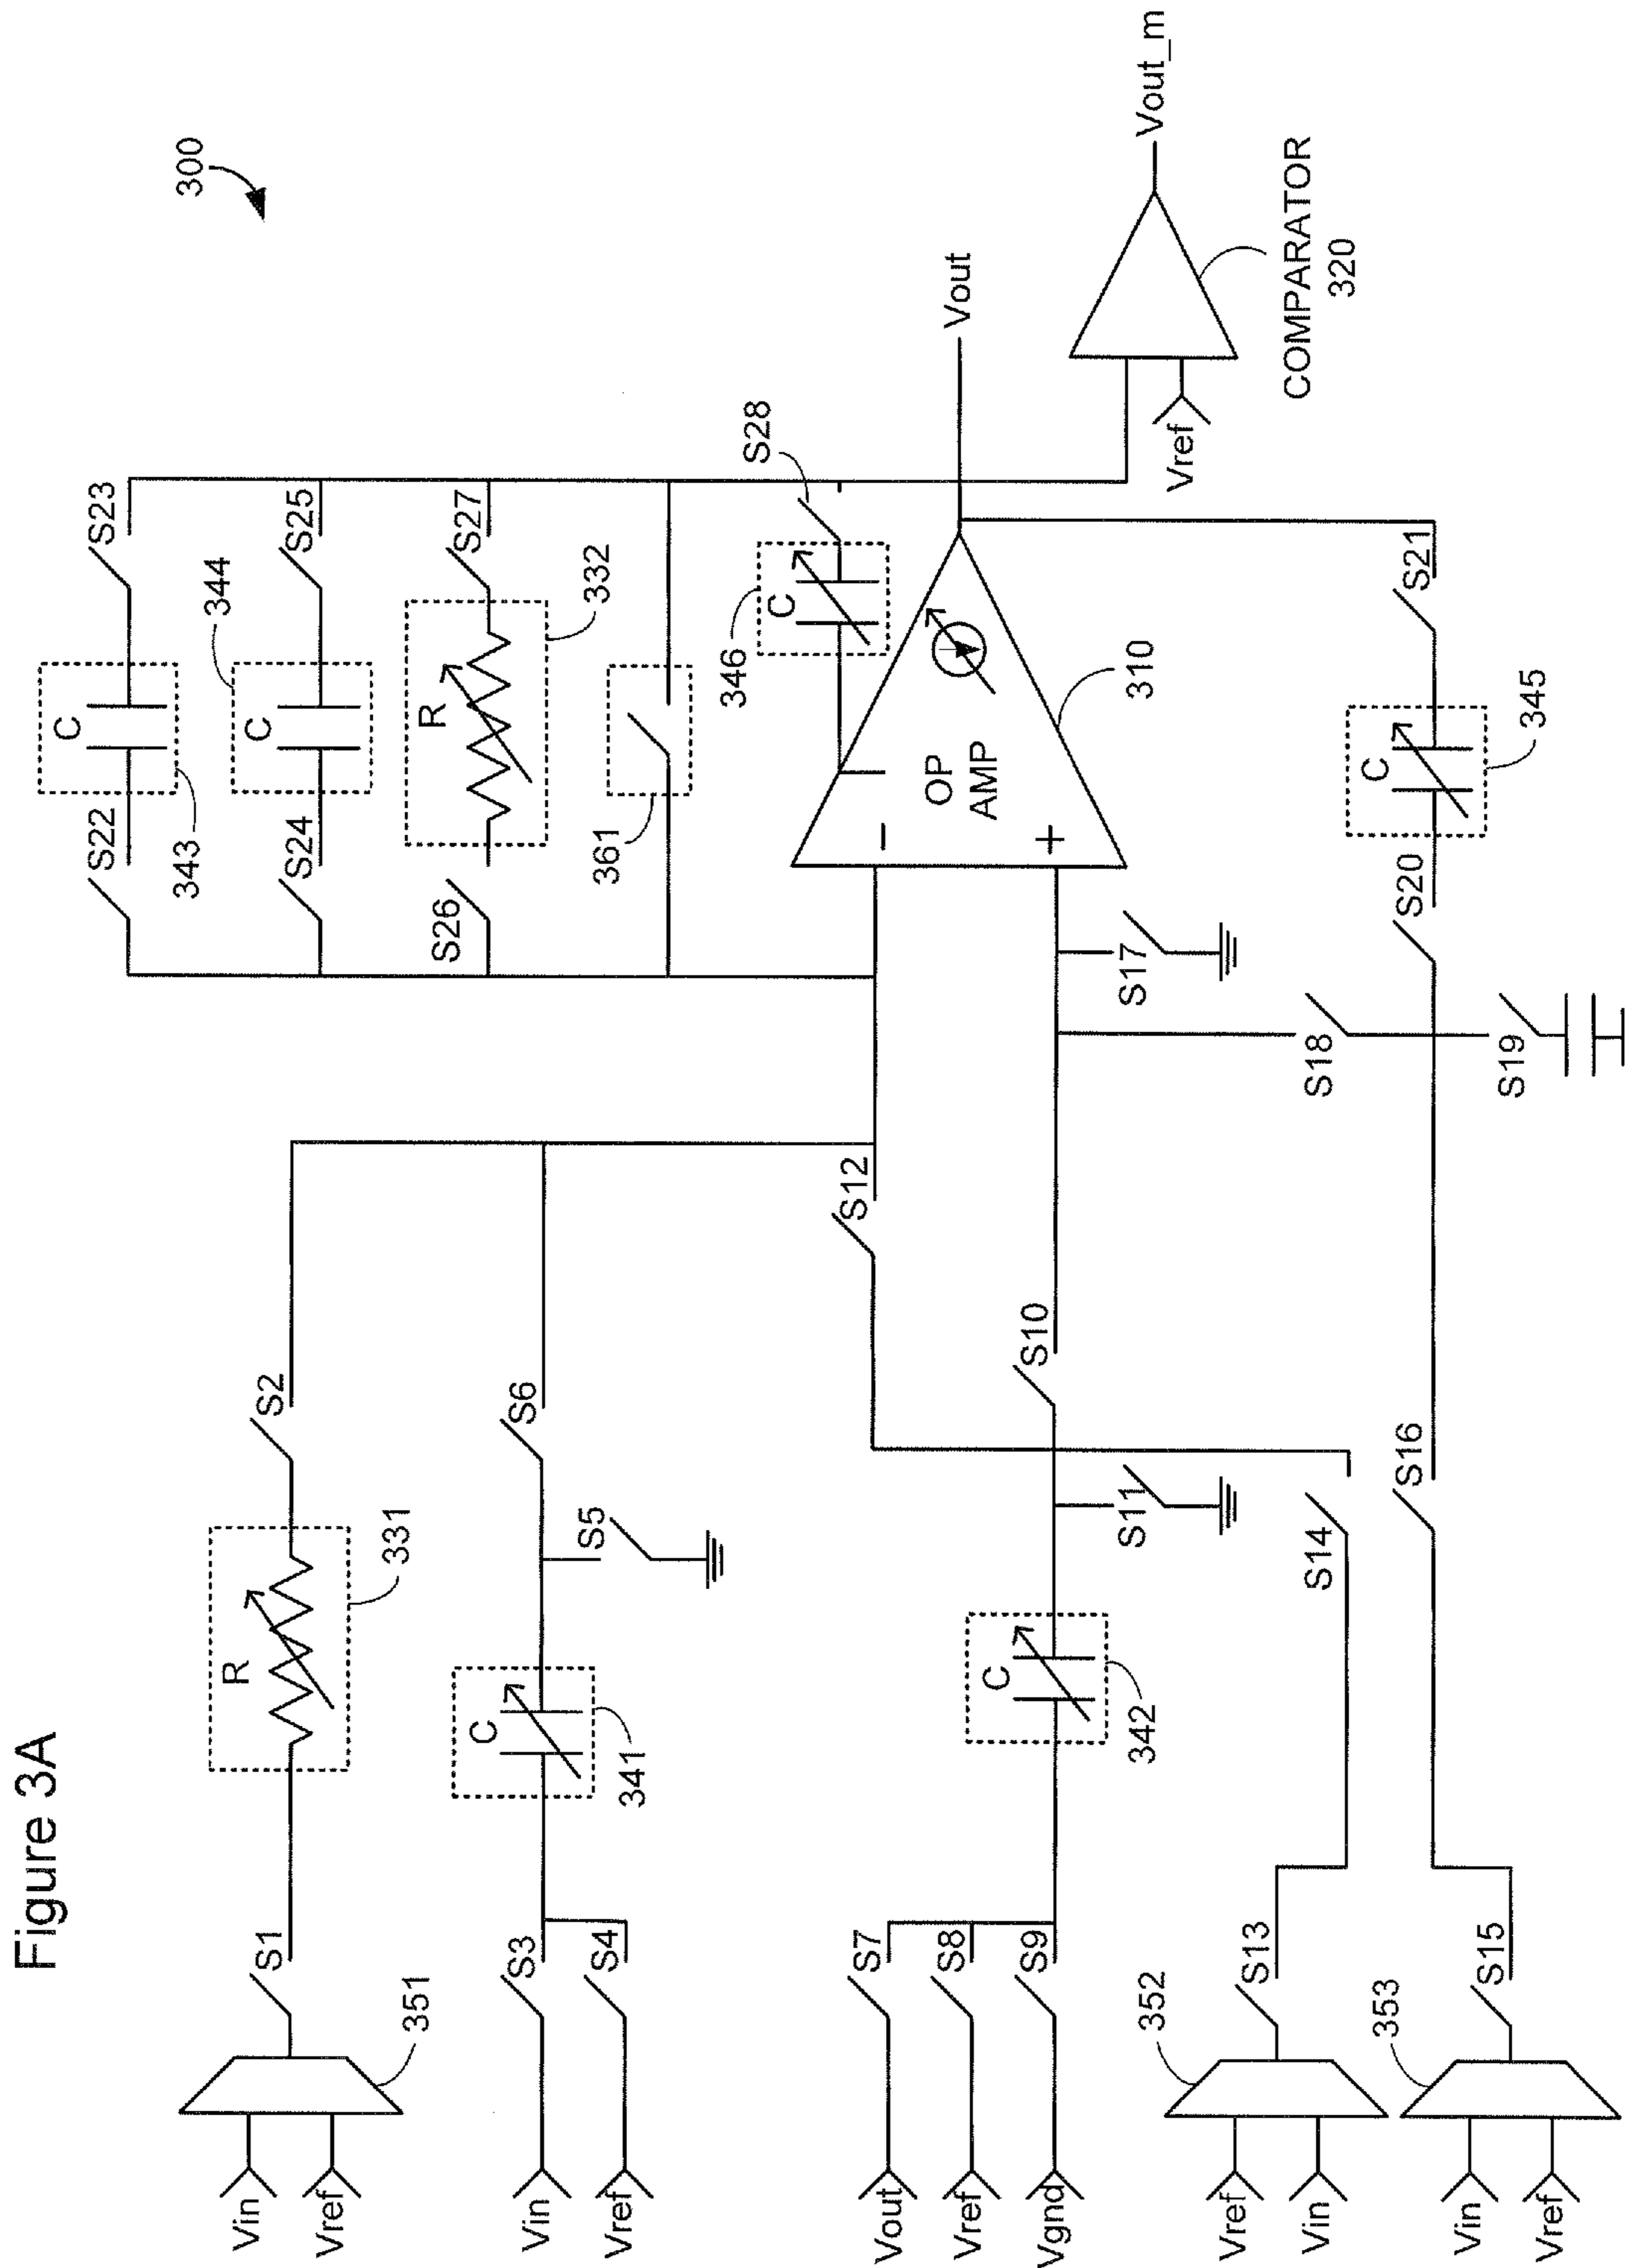 Figure 3A
300
Vin
Vref
351
S1
R
331
S2
Vin
Vref
S3
S4
C
341
S5
S6
Vout
Vref
Vgnd
S7
S8
S9
C
342
S10
S11
S12
Vref
Vin
352
S13
S14
Vin
Vref
353
S15
S16
S17
S18
S19
S20
C
345
S21
S22
C
343
S23
S24
C
344
S25
S26
R
332
S27
361
346
C
S28
OP
AMP
-
+
310
Vout
Vref
Vout_m
COMPARATOR
320